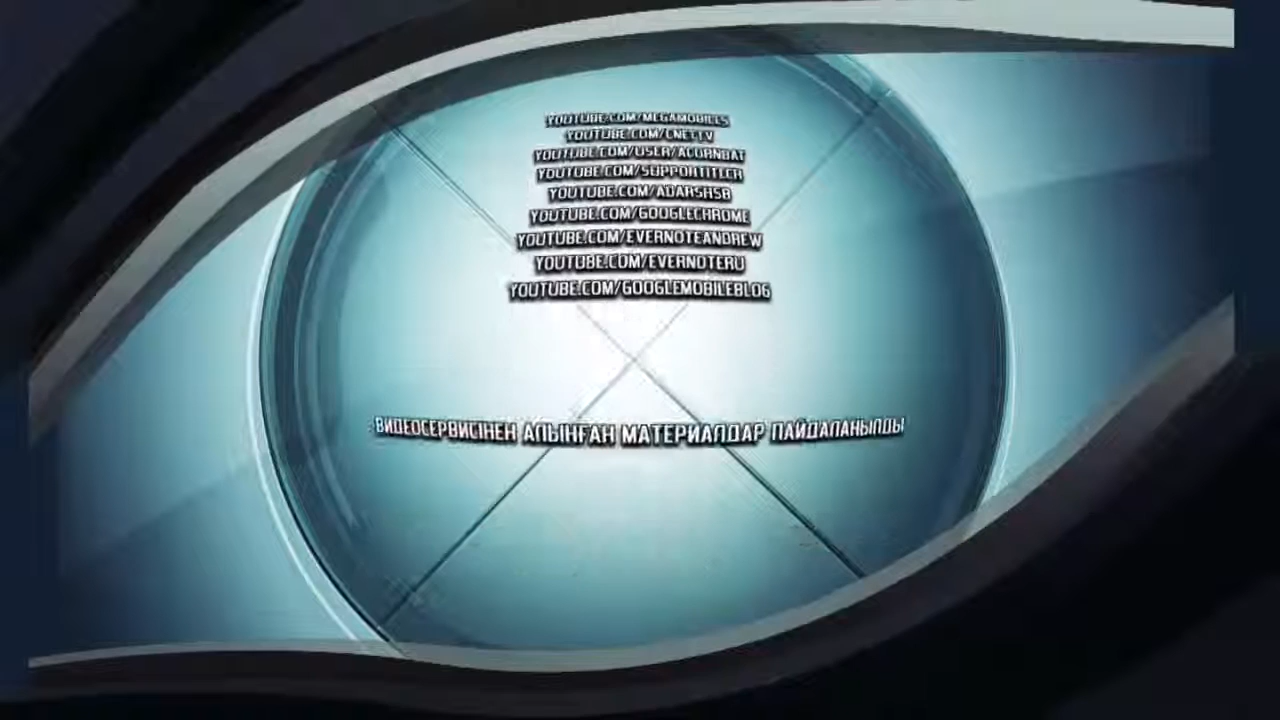 YOUTUBE.COM/MEGAMOBILES
YOUTUBE.COM/CNETTV
YOUTUBE.COM/USER/ACORNBAT
YOUTUBE.COM/SUPPORTITECH
YOUTUBE.COM/ADARSHSB
YOUTUBE.COM/GOOGLECHROME
YOUTUBE.COM/EVERNOTEANDREW
YOUTUBE.COM/EVERNOTERU
YOUTUBE.COM/GOOGLEMOBILEBLOG
ВИДЕОСЕРВИСІНЕН АЛЫНҒАН МАТЕРИАЛДАР ПАЙДАЛАНЫЛДЫ